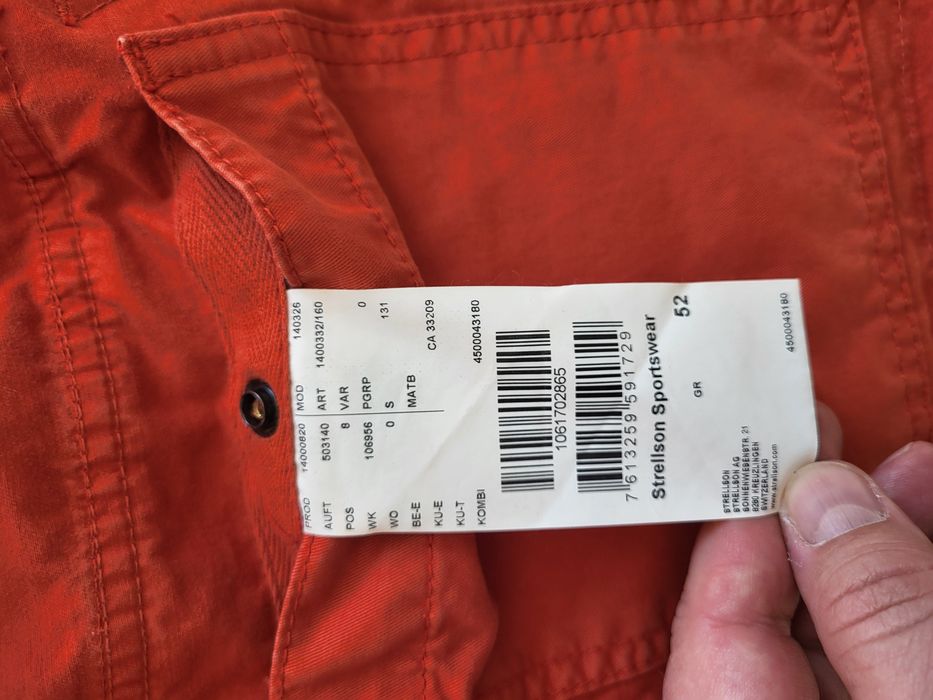 PROD 14000820 MOD 140326
AUFT 503140 ART 1400332/160
POS 8 VAR
WK 106956 PGRP 0
WO 0 S 131
BE-E MATB
KU-E CA 33209
KU-T
KOMBI 4500043180
1061702865
7 613259 591729
Strellson Sportswear
GR 52
STRELLSON
STRELLSON AG
SONNENWIESENSTR. 21
8280 KREUZLINGEN
SWITZERLAND
www.strellson.com
4500043180